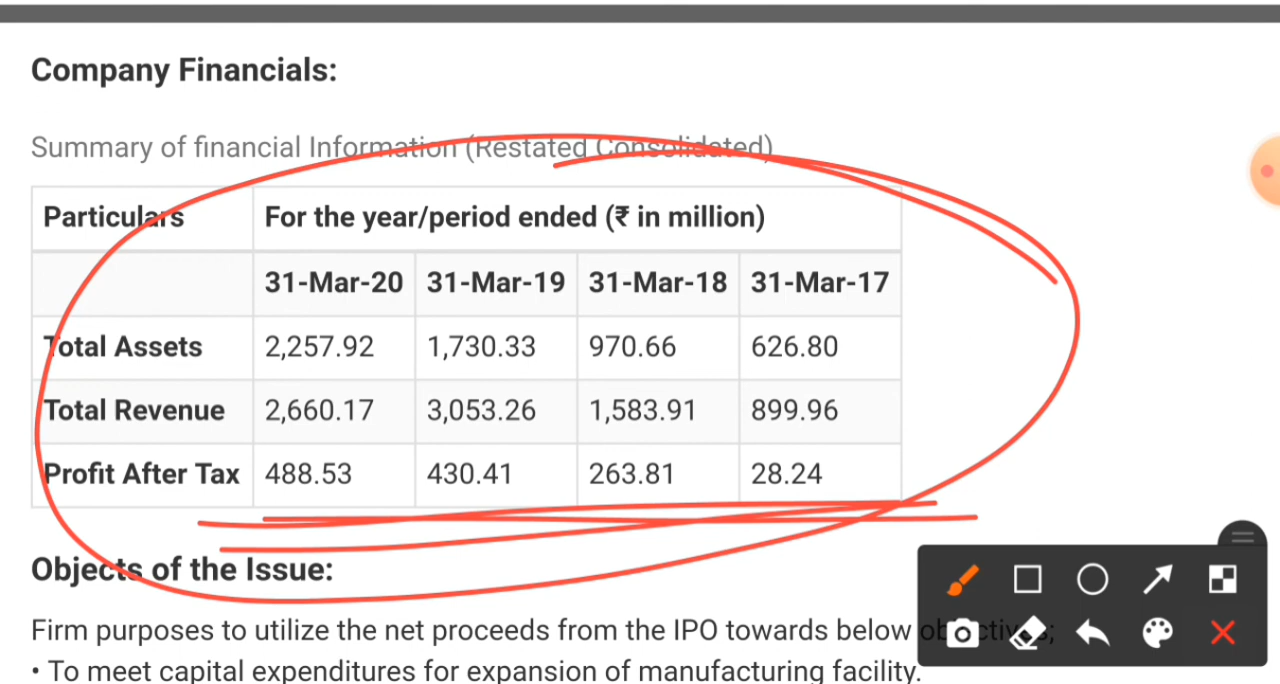 Company Financials:
Summary of financial Information (Restated Consolidated)
Particulars For the year/period ended (₹ in million)
31-Mar-20 31-Mar-19 31-Mar-18 31-Mar-17
Total Assets 2,257.92 1,730.33 970.66 626.80
Total Revenue 2,660.17 3,053.26 1,583.91 899.96
Profit After Tax 488.53 430.41 263.81 28.24
Objects of the Issue:
Firm purposes to utilize the net proceeds from the IPO towards below
• To meet capital expenditures for expansion of manufacturing facility.